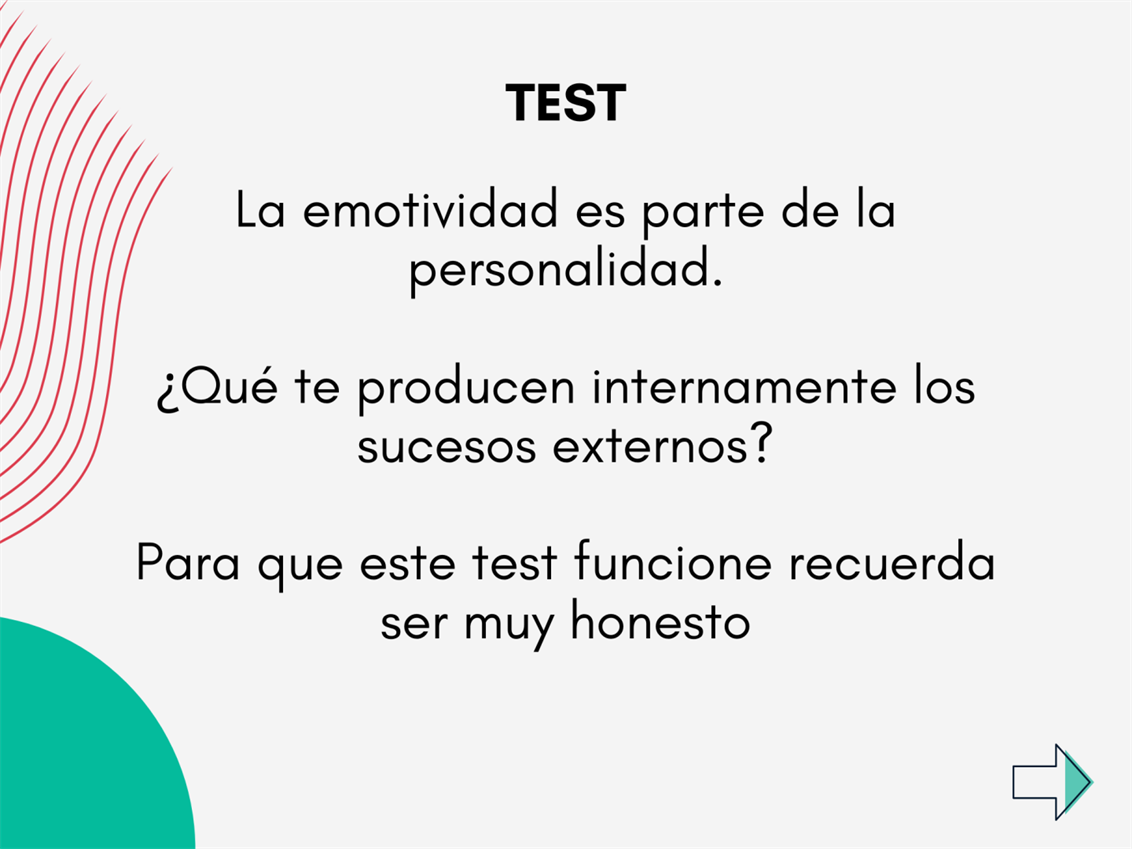 TEST
La emotividad es parte de la
personalidad.
¿Qué te producen internamente los
sucesos externos?
Para que este test funcione recuerda
ser muy honesto